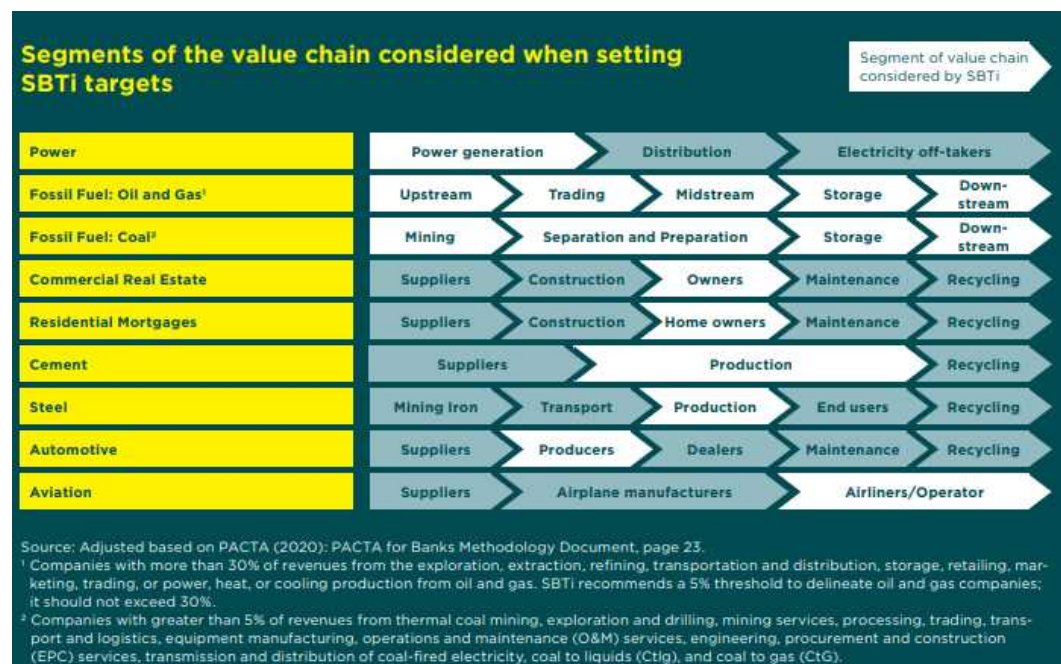 Segments of the value chain considered when setting
SBTi targets
Segment of value chain
considered by SBTi
Power
Power generation
Distribution
Electricity off-takers
Fossil Fuel: Oil and Gas¹
Upstream
Trading
Midstream
Storage
Down-
stream
Fossil Fuel: Coal²
Mining
Separation and Preparation
Storage
Down-
stream
Commercial Real Estate
Suppliers
Construction
Owners
Maintenance
Recycling
Residential Mortgages
Suppliers
Construction
Home owners
Maintenance
Recycling
Cement
Suppliers
Production
Recycling
Steel
Mining Iron
Transport
Production
End users
Recycling
Automotive
Suppliers
Producers
Dealers
Maintenance
Recycling
Aviation
Suppliers
Airplane manufacturers
Airliners/Operator
Source: Adjusted based on PACTA (2020): PACTA for Banks Methodology Document, page 23.
¹ Companies with more than 30% of revenues from the exploration, extraction, refining, transportation and distribution, storage, retailing, mar-
keting, trading, or power, heat, or cooling production from oil and gas. SBTi recommends a 5% threshold to delineate oil and gas companies;
it should not exceed 30%.
² Companies with greater than 5% of revenues from thermal coal mining, exploration and drilling, mining services, processing, trading, trans-
port and logistics, equipment manufacturing, operations and maintenance (O&M) services, engineering, procurement and construction
(EPC) services, transmission and distribution of coal-fired electricity, coal to liquids (Ctlg), and coal to gas (CtG).